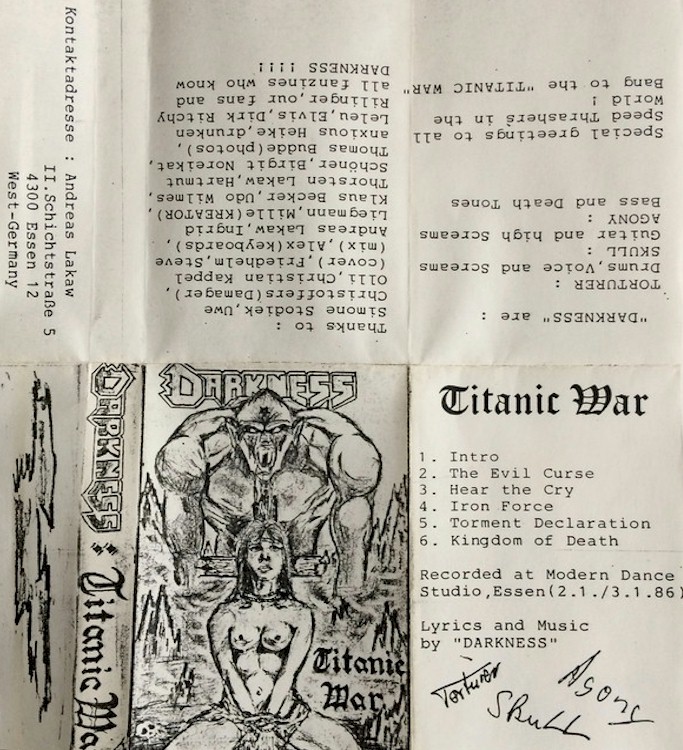 Kontaktadresse : Andreas Lakaw
II.Schichtstraße 5
4300 Essen 12
West-Germany
"DARKNESS" are :
TORTURER :
Drums,Voice and Screams
SKULL :
Guitar and high Screams
AGONY :
Bass and Death Tones
Special greetings to all
Speed Thrashers in the
World !
Bang to the "TITANIC WAR"
Thanks to :
Simone Stodiek,Uwe
Christoffers(Damager),
Olli,Christian Kappel
(cover),Friedhelm,Steve
(mix),Alex(keyboards),
Andreas Lakaw,Ingrid
Liegmann,Mille(KREATOR),
Klaus Becker,Udo Wilmes,
Thorsten Lakaw,Hartmut
Schöner,Birgit Noreikat,
Thomas Budde(photos),
anxious Heike,drunken
Leleu,Elvis,Dirk Ritchy
Rilinger,our fans and
all fanzines who know
DARKNESS !!!!
DARKNESS : Titanic Wa
DARKNESS
Titanic
War
Titanic War
1. Intro
2. The Evil Curse
3. Hear the Cry
4. Iron Force
5. Torment Declaration
6. Kingdom of Death
Recorded at Modern Dance
Studio,Essen(2.1./3.1.86)
Lyrics and Music
by "DARKNESS"
Torturer
Skull
Agony